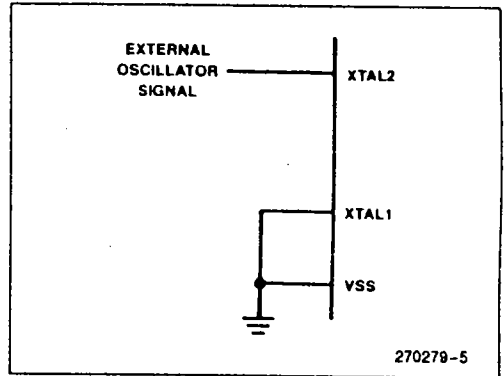 EXTERNAL
OSCILLATOR
SIGNAL
XTAL2
XTAL1
VSS
270279-5